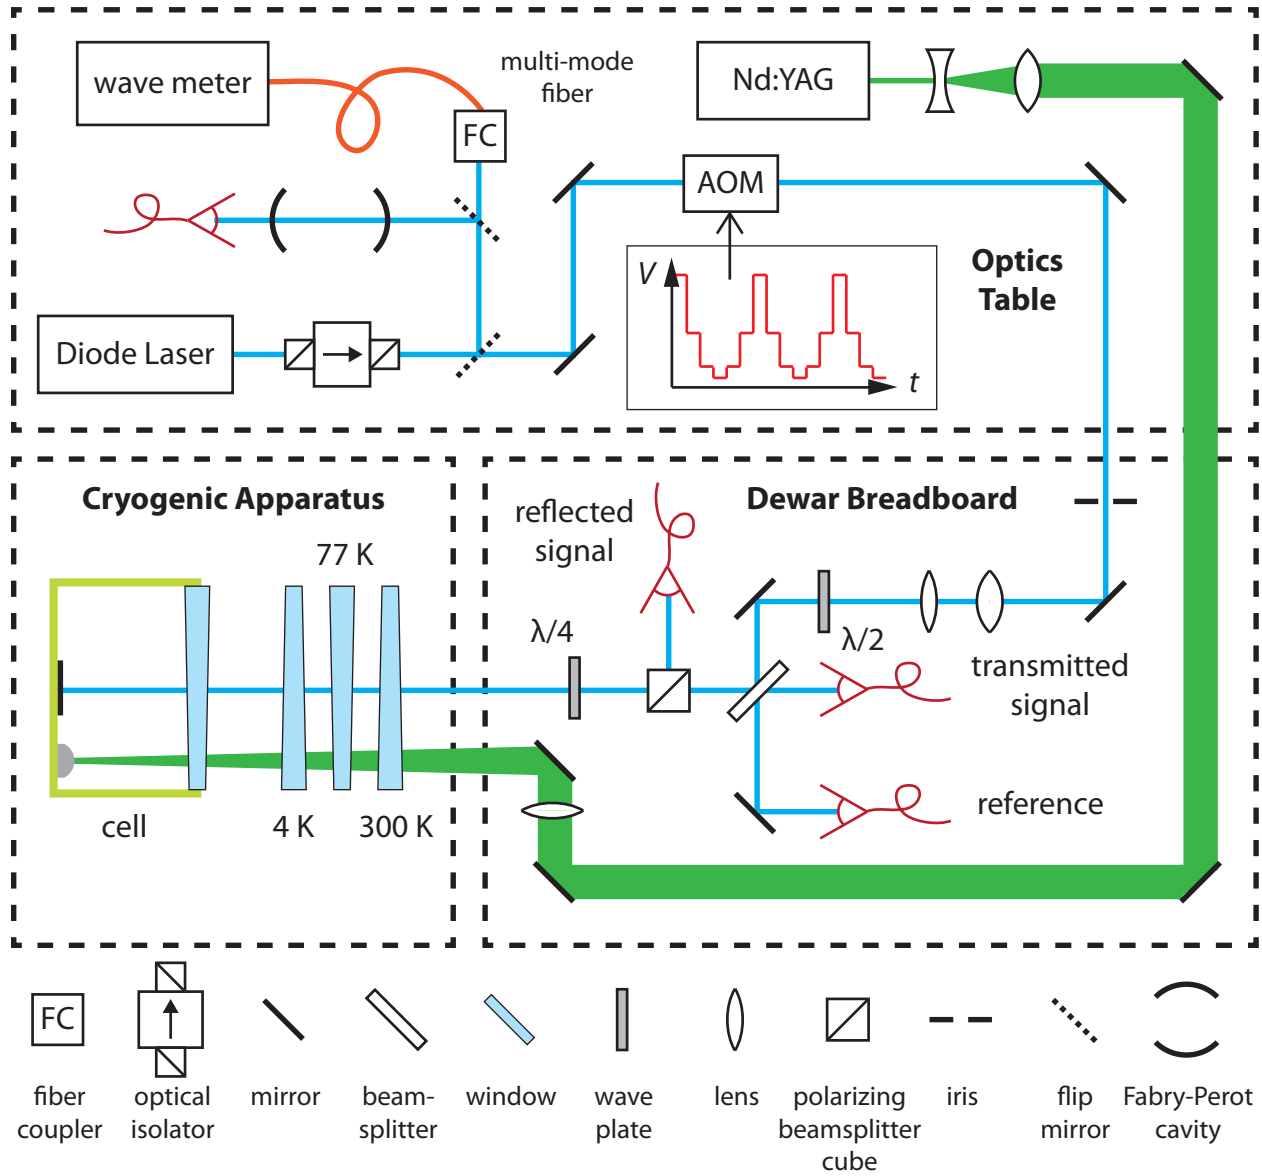 wave meter
multi-mode
fiber
FC
Nd:YAG
AOM
Optics
Table
V
t
Diode Laser
Cryogenic Apparatus
77 K
cell
4 K
300 K
Dewar Breadboard
reflected
signal
λ/4
λ/2
transmitted
signal
reference
FC
fiber
coupler
optical
isolator
mirror
beam-
splitter
window
wave
plate
lens
polarizing
beamsplitter
cube
iris
flip
mirror
Fabry-Perot
cavity